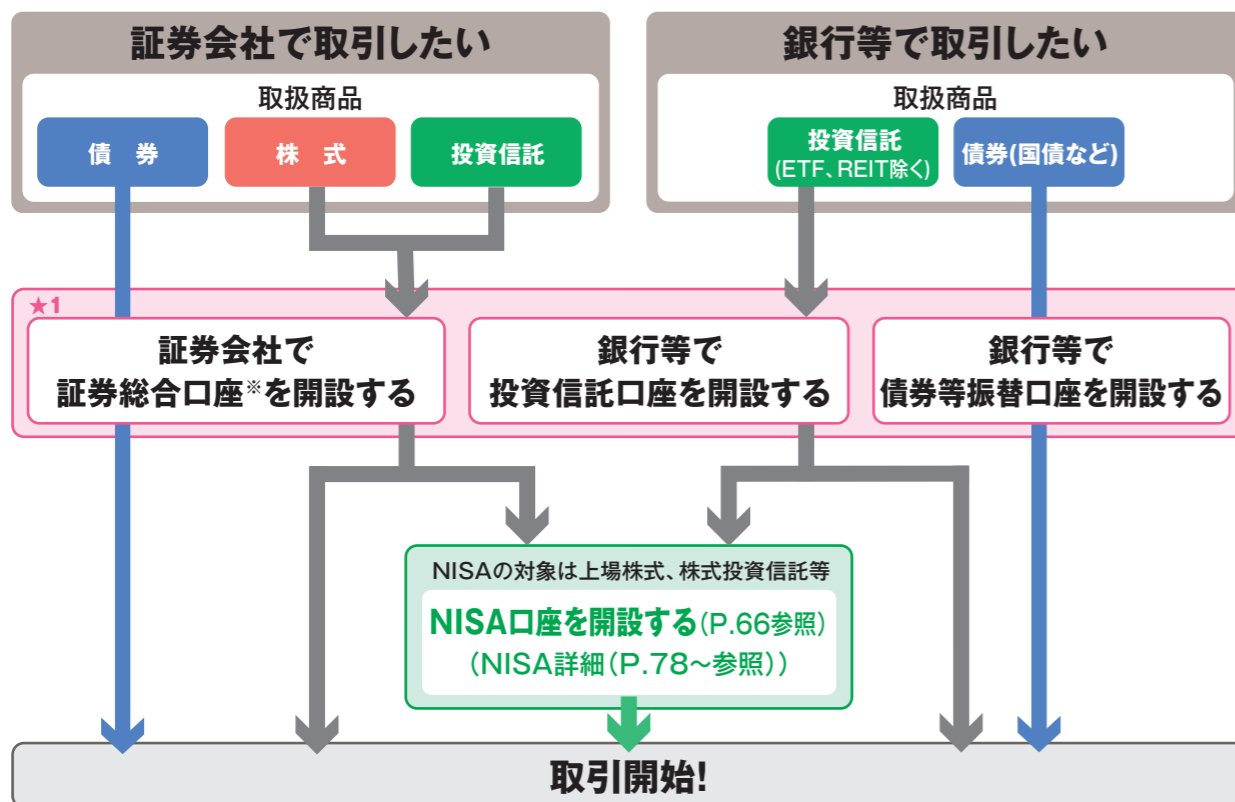 証券会社で取引したい
取扱商品
債 券
株 式
投資信託
銀行等で取引したい
取扱商品
投資信託
(ETF、REIT除く)
債券(国債など)
★1
証券会社で
証券総合口座※を開設する
銀行等で
投資信託口座を開設する
銀行等で
債券等振替口座を開設する
NISAの対象は上場株式、株式投資信託等
NISA口座を開設する(P.66参照)
(NISA詳細(P.78～参照))
取引開始!